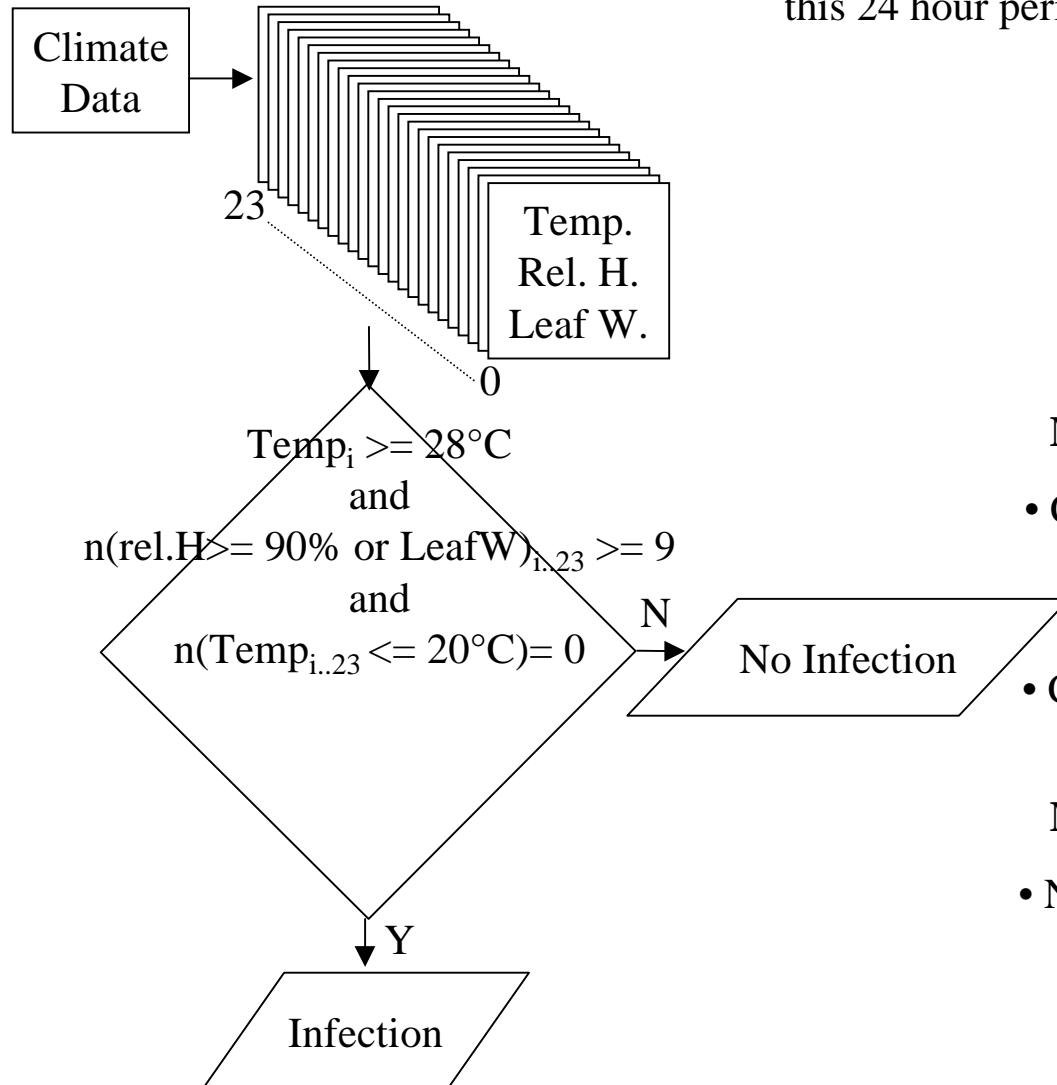 this 24 hour
Climate
Data
23
Temp.
Rel. H.
Leaf W.
0
Temp_i >= 28°C
and
n(rel.H>= 90% or LeafW)_i..23 >= 9
and
n(Temp_i..23 <= 20°C)= 0
N
No Infection
Y
Infection